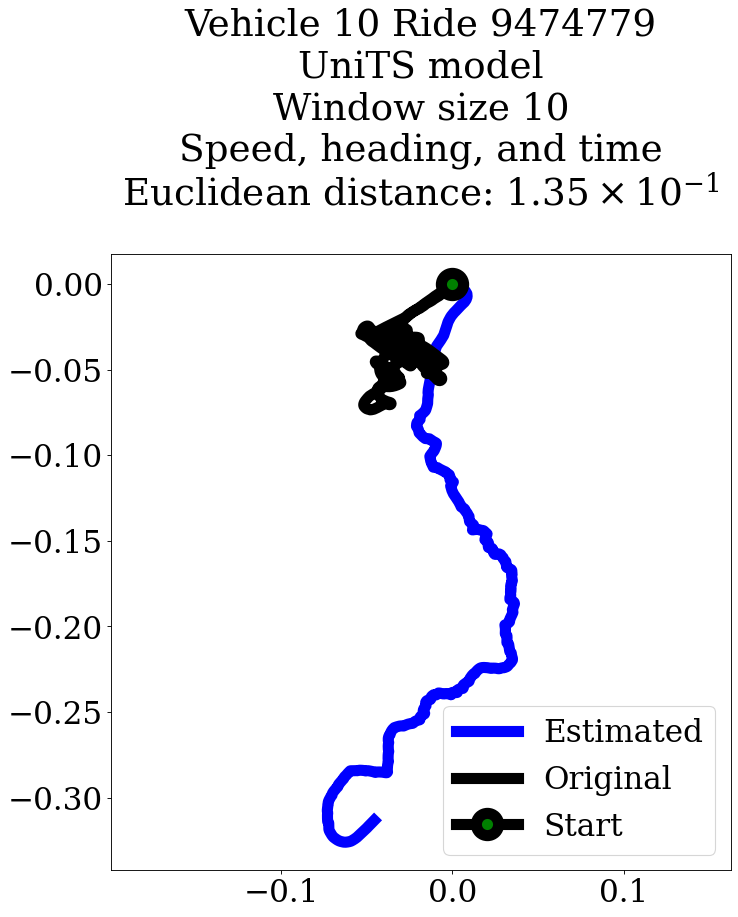 Vehicle 10 Ride 9474779
UniTS model
Window size 10
Speed, heading, and time
Euclidean distance: 1.35 × 10⁻¹
0.00
−0.05
−0.10
−0.15
−0.20
−0.25
−0.30
Estimated
Original
Start
−0.1 0.0 0.1